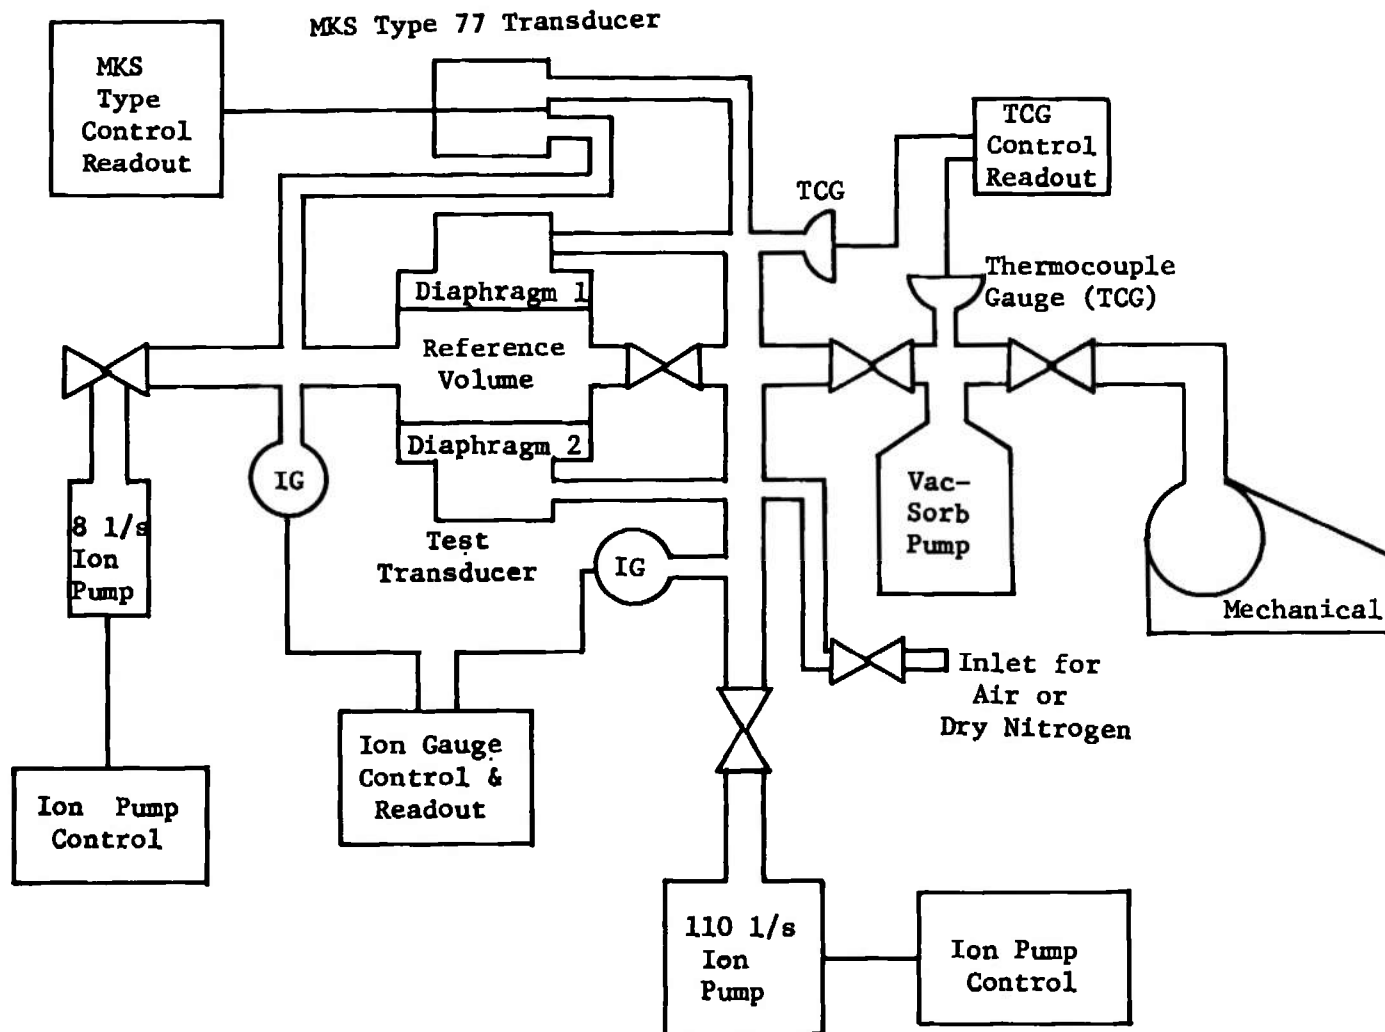 MKS Type 77 Transducer
MKS
Type
Control
Readout
TCG
Control
Readout
TCG
Thermocouple
Gauge (TCG)
Diaphragm 1
Reference
Volume
Diaphragm 2
IG
8 l/s
Ion
Pump
Test
Transducer
IG
Vac-
Sorb
Pump
Mechanical
Inlet for
Air or
Dry Nitrogen
Ion Gauge
Control &
Readout
Ion Pump
Control
110 l/s
Ion
Pump
Ion Pump
Control